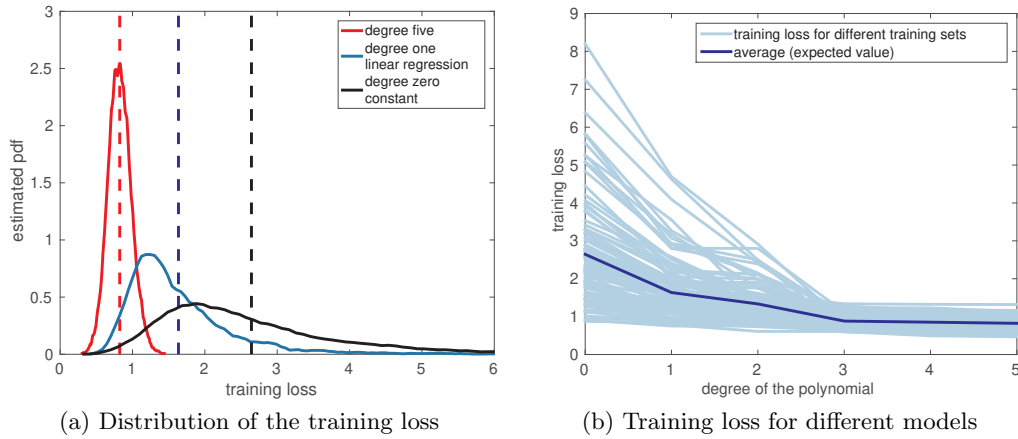 3
2.5
2
1.5
1
0.5
0
0 1 2 3 4 5 6
estimated pdf
training loss
degree five
degree one
linear regression
degree zero
constant
(a) Distribution of the training loss
9
8
7
6
5
4
3
2
1
0
0 1 2 3 4 5
training loss
degree of the polynomial
training loss for different training sets
average (expected value)
(b) Training loss for different models